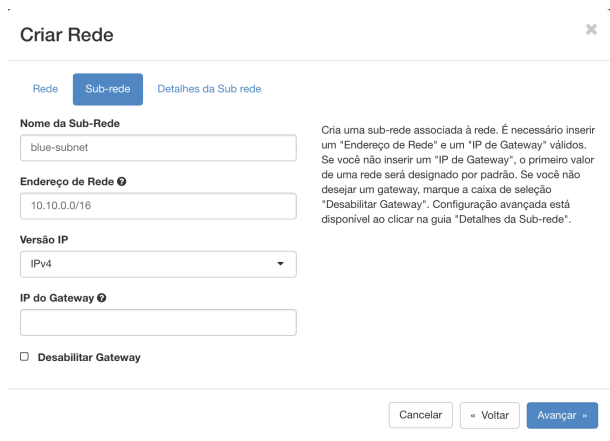 Criar Rede
Rede
Sub-rede
Detalhes da Sub rede
Nome da Sub-Rede
blue-subnet
Endereço de Rede
10.10.0.0/16
Versão IP
IPv4
IP do Gateway
Desabilitar Gateway
Cria uma sub-rede associada à rede. É necessário inserir
um "Endereço de Rede" e um "IP de Gateway" válidos.
Se você não inserir um "IP de Gateway", o primeiro valor
de uma rede será designado por padrão. Se você não
desejar um gateway, marque a caixa de seleção
"Desabilitar Gateway". Configuração avançada está
disponível ao clicar na guia "Detalhes da Sub-rede".
Cancelar
« Voltar
Avançar »